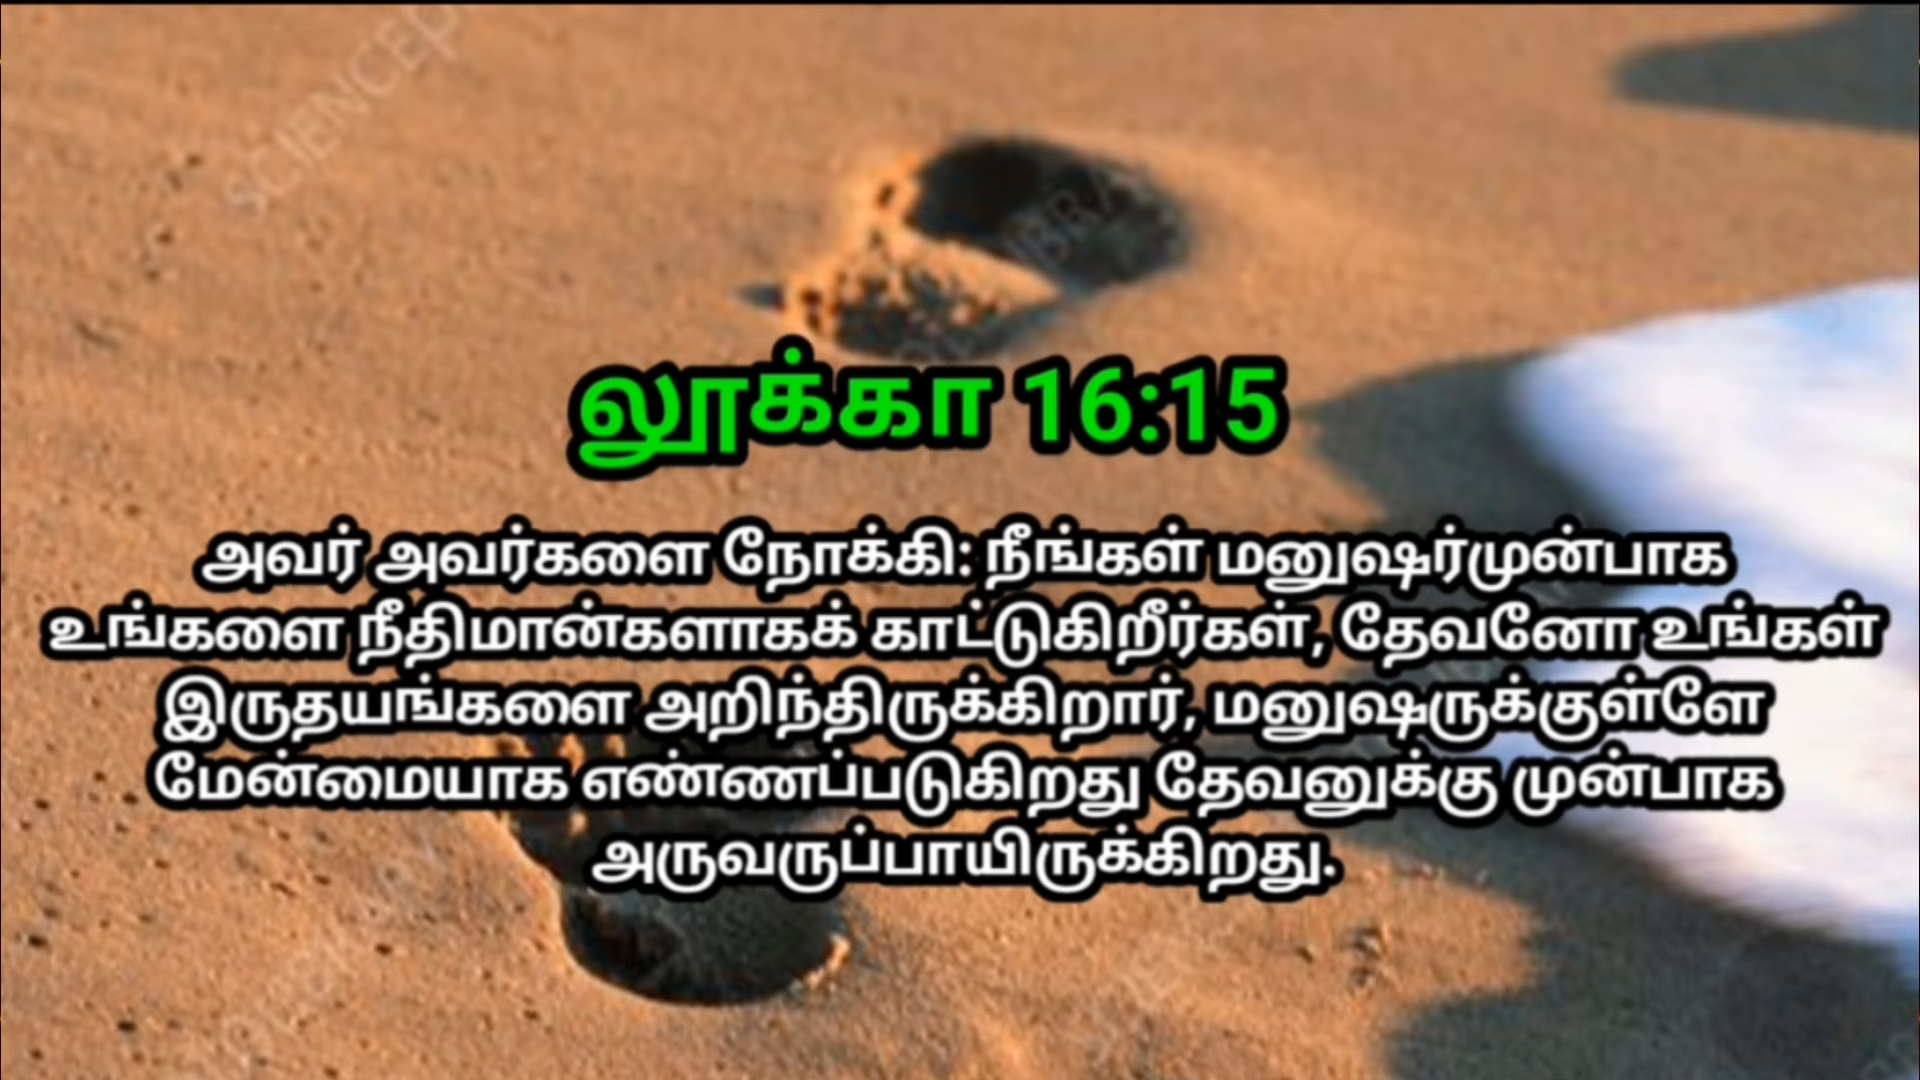 SCIENCE
லூக்கா 16:15
அவர் அவர்களை நோக்கி: நீங்கள் மனுஷர்முன்பாக
உங்களை நீதிமான்களாகக் காட்டுகிறீர்கள், தேவனோ உங்கள்
இருதயங்களை அறிந்திருக்கிறார், மனுஷருக்குள்ளே
மேன்மையாக எண்ணப்படுகிறது தேவனுக்கு முன்பாக
அருவருப்பாயிருக்கிறது.